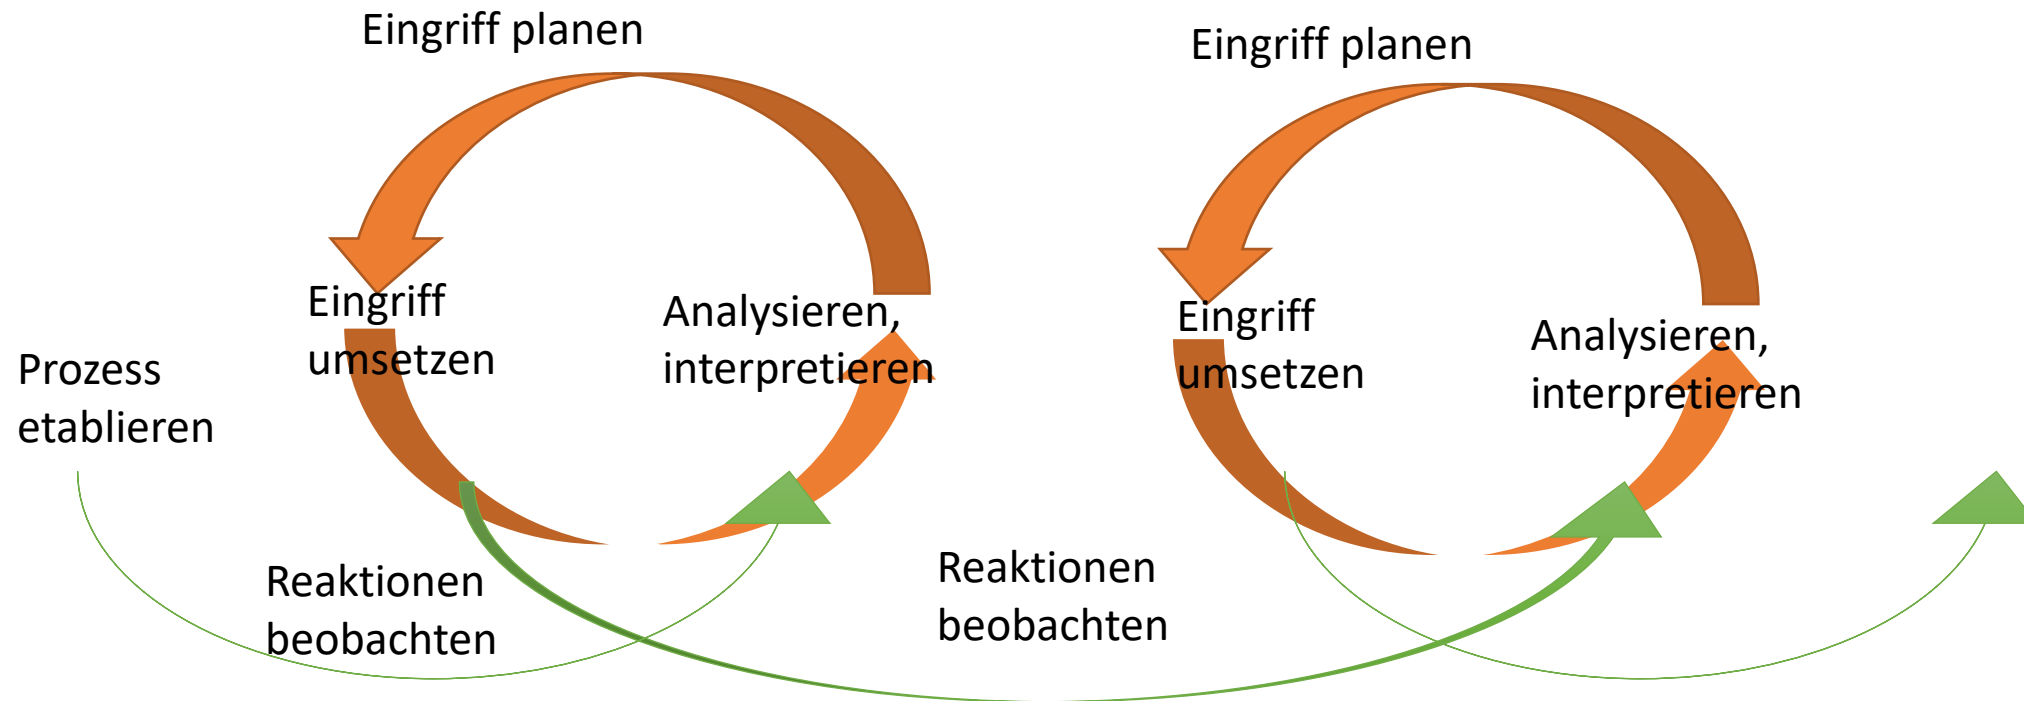 Eingriff planen
Eingriff
umsetzen
Analysieren,
interpretieren
Prozess
etablieren
Reaktionen
beobachten
Eingriff planen
Eingriff
umsetzen
Analysieren,
interpretieren
Reaktionen
beobachten